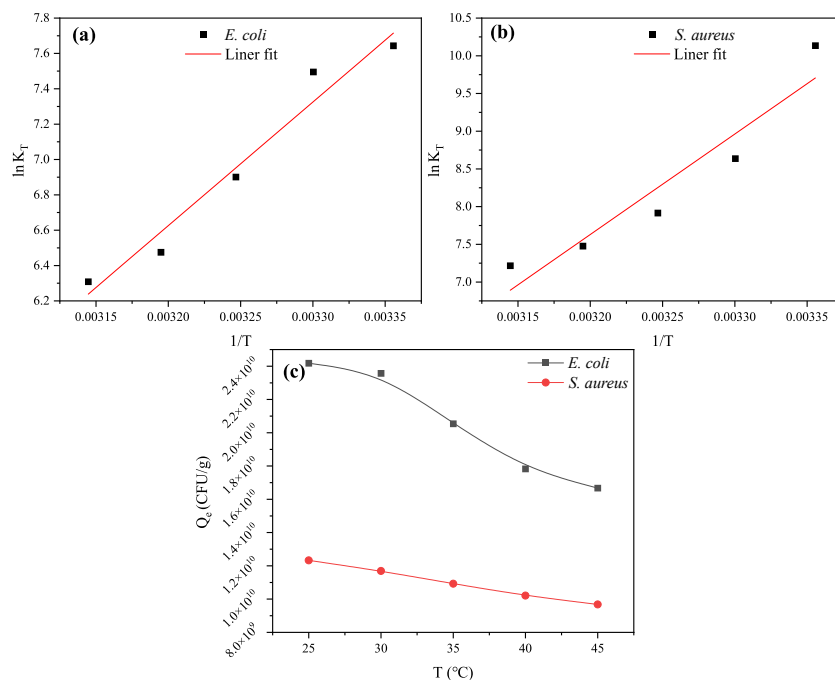 (a)
E. coli
Liner fit
ln K_T
7.8
7.6
7.4
7.2
7.0
6.8
6.6
6.4
6.2
0.00315 0.00320 0.00325 0.00330 0.00335
1/T
(b)
S. aureus
Liner fit
ln K_T
10.5
10.0
9.5
9.0
8.5
8.0
7.5
7.0
0.00315 0.00320 0.00325 0.00330 0.00335
1/T
(c)
E. coli
S. aureus
Q_e (CFU/g)
2.4×10^10
2.2×10^10
2.0×10^10
1.8×10^10
1.6×10^10
1.4×10^10
1.2×10^10
1.0×10^10
8.0×10^9
25 30 35 40 45
T (°C)